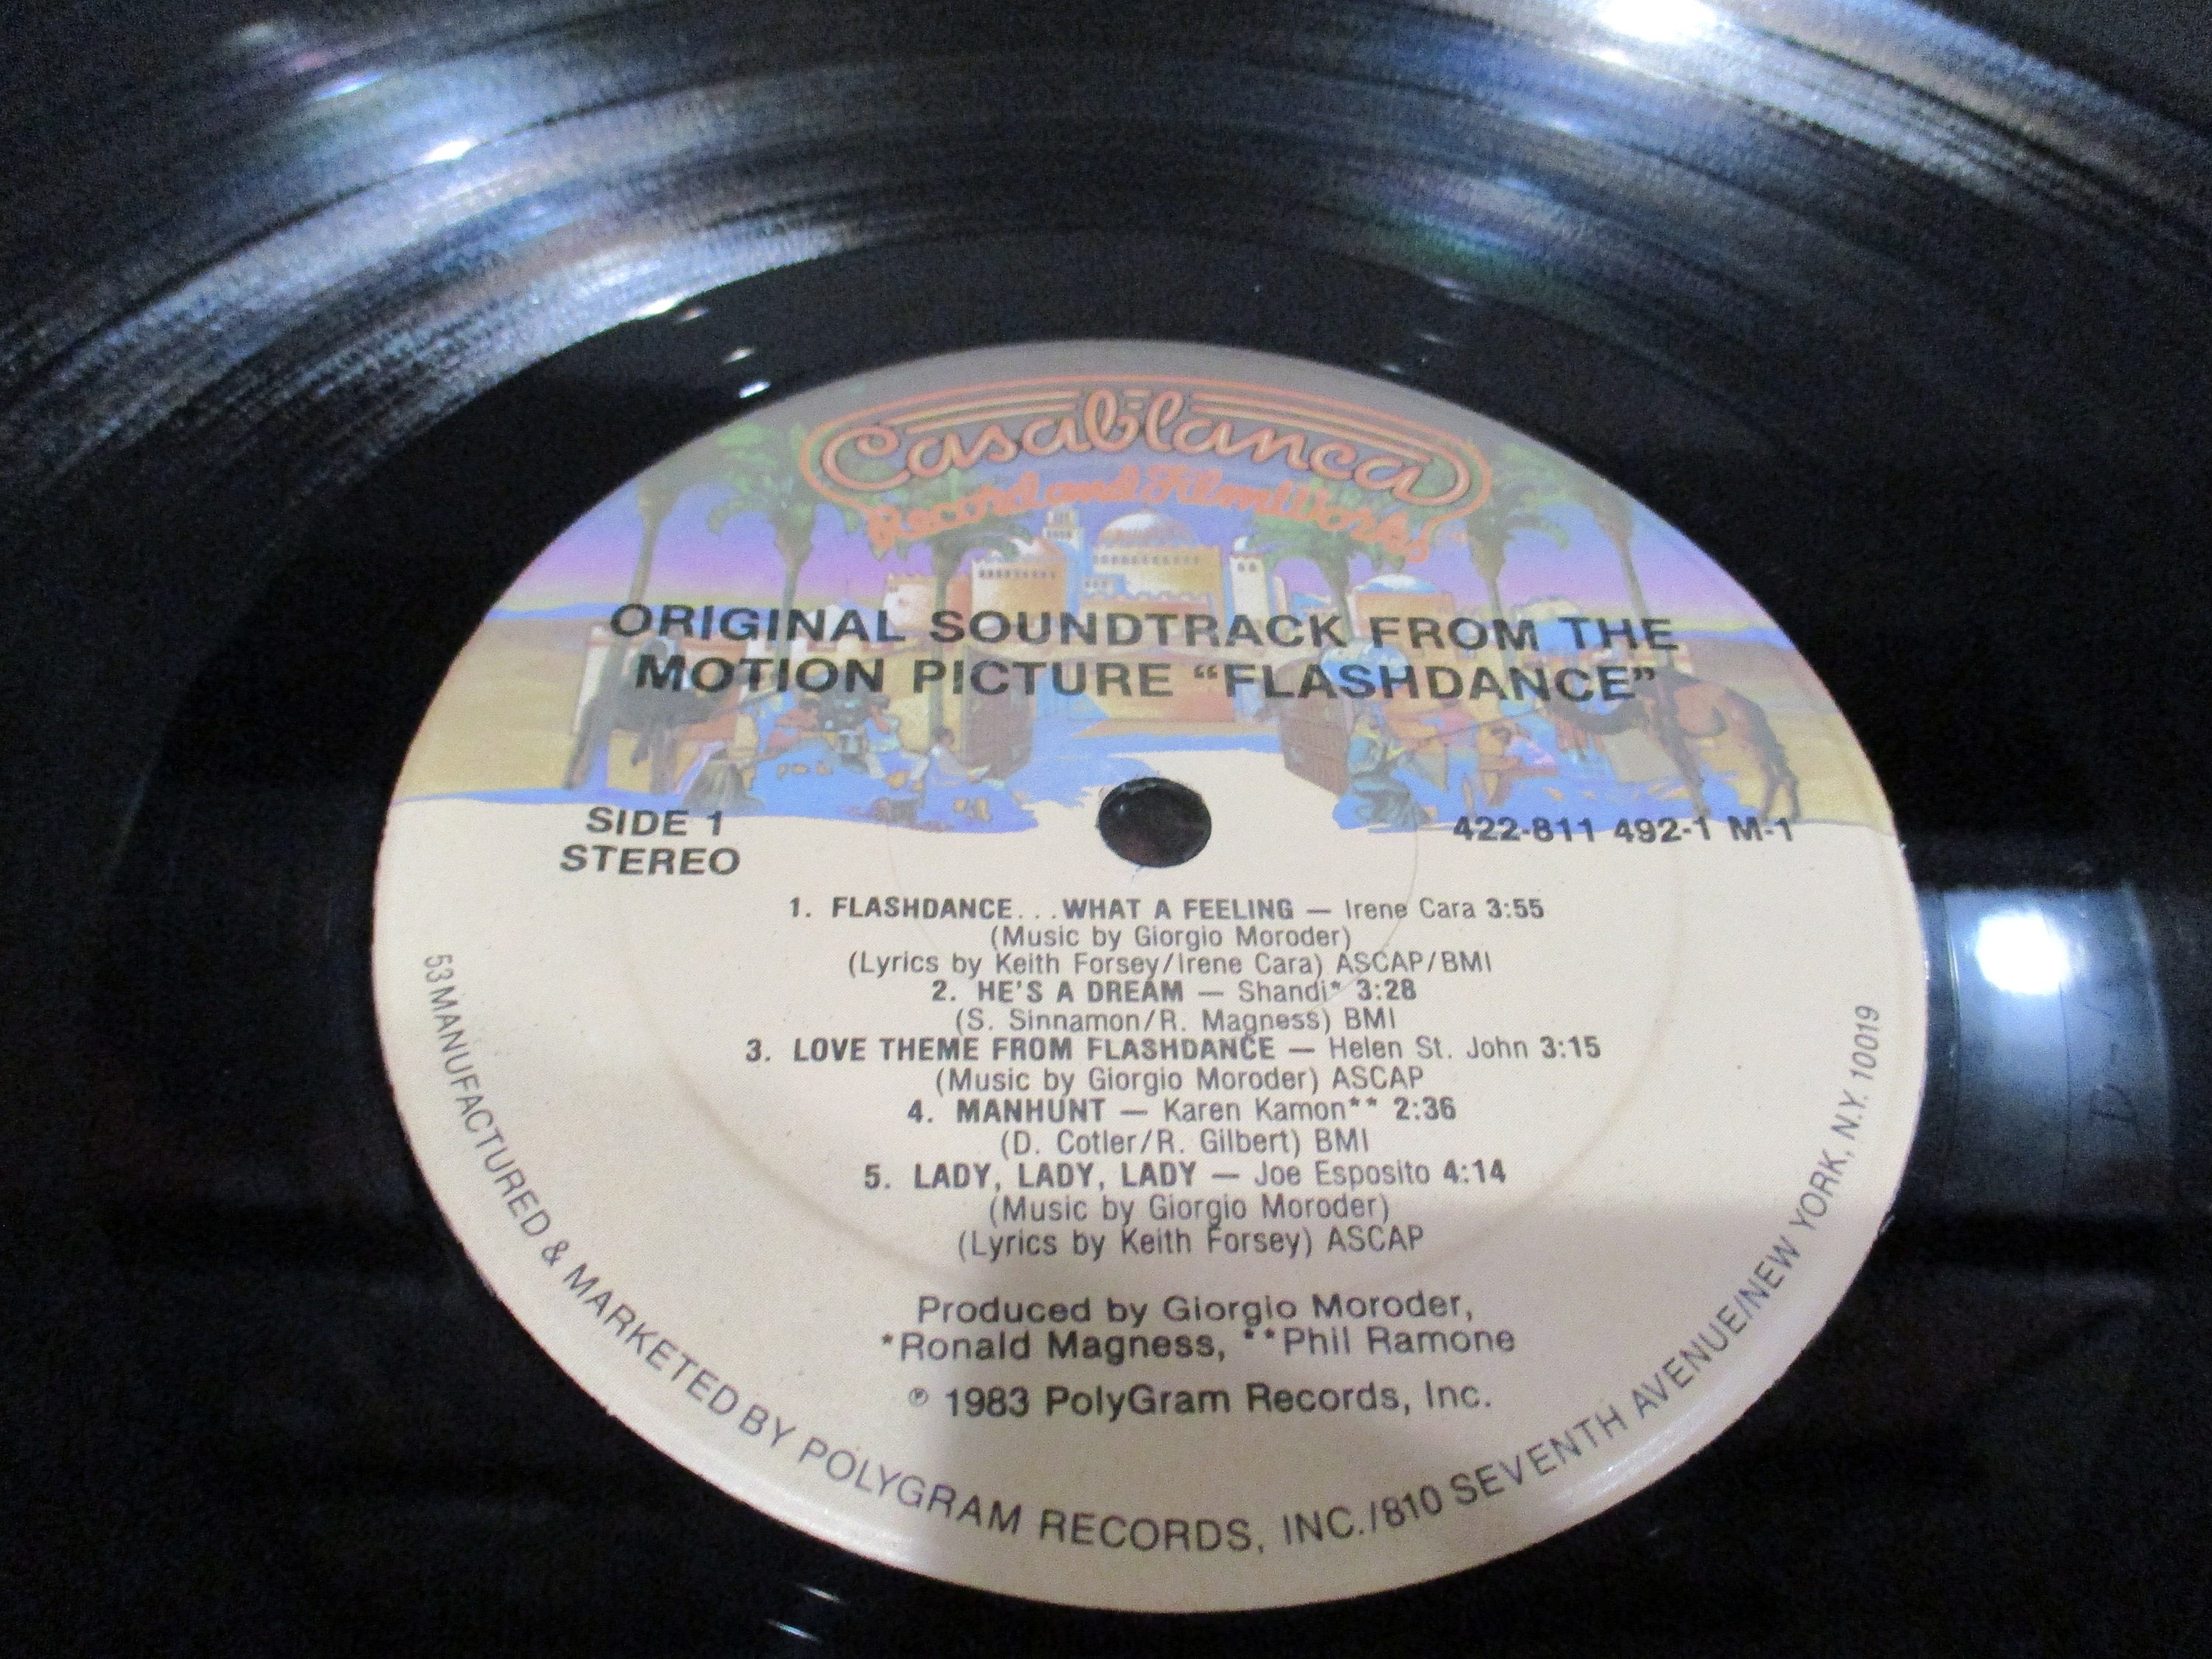 Casablanca
Record and FilmWorks
ORIGINAL SOUNDTRACK FROM THE
MOTION PICTURE “FLASHDANCE”
SIDE 1
STEREO
422-811 492-1 M-1
1. FLASHDANCE...WHAT A FEELING — Irene Cara 3:55
(Music by Giorgio Moroder)
(Lyrics by Keith Forsey/Irene Cara) ASCAP/BMI
2. HE'S A DREAM — Shandi* 3:28
(S. Sinnamon/R. Magness) BMI
3. LOVE THEME FROM FLASHDANCE — Helen St. John 3:15
(Music by Giorgio Moroder) ASCAP
4. MANHUNT — Karen Kamon** 2:36
(D. Cotler/R. Gilbert) BMI
5. LADY, LADY, LADY — Joe Esposito 4:14
(Music by Giorgio Moroder)
(Lyrics by Keith Forsey) ASCAP
Produced by Giorgio Moroder,
*Ronald Magness, **Phil Ramone
℗ 1983 PolyGram Records, Inc.
53 MANUFACTURED & MARKETED BY POLYGRAM RECORDS, INC./810 SEVENTH AVENUE/NEW YORK, N.Y. 10019